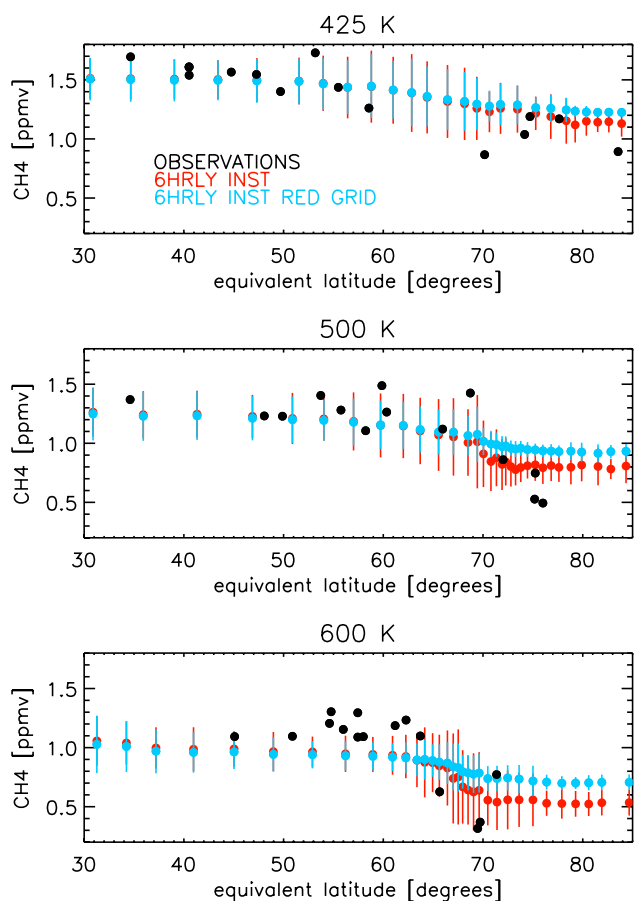 425 K
CH4 [ppmv]
1.5
1.0
0.5
OBSERVATIONS
6HRLY INST
6HRLY INST RED GRID
30 40 50 60 70 80
equivalent latitude [degrees]
500 K
CH4 [ppmv]
1.5
1.0
0.5
30 40 50 60 70 80
equivalent latitude [degrees]
600 K
CH4 [ppmv]
1.5
1.0
0.5
30 40 50 60 70 80
equivalent latitude [degrees]